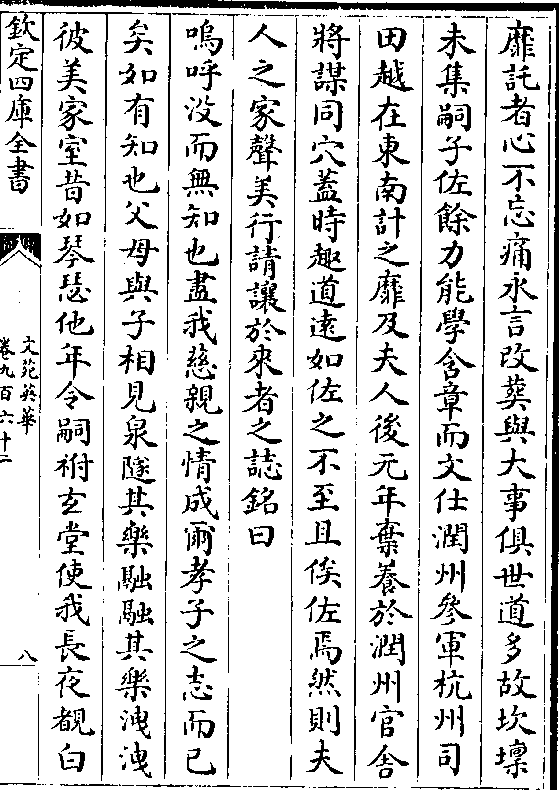 靡託者心不忘痛永言改葬與大事俱世道多故坎壈
未集嗣子佐餘力能學含章而文仕潤州參軍杭州司
田越在東南計之靡及夫人後元年棄養於潤州官舍
將謀同穴蓋時趣道逺如佐之不至且俟佐焉然則夫
人之家聲美行請讓於來者之誌銘曰
嗚呼没而無知也盡我慈親之情成爾孝子之志而已
矣如有知也父母與子相見泉隧其樂融融其樂洩洩
彼美家室昔如琴瑟他年令嗣祔玄堂使我長夜覩白
欽定四庫全書
文苑英華
卷九百六十二
八